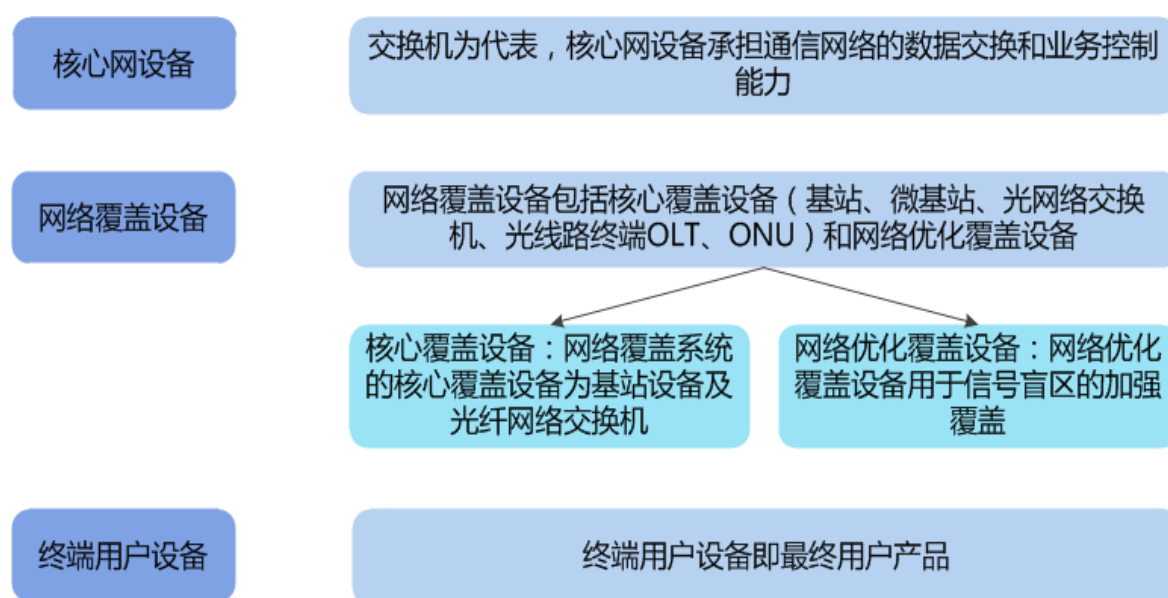 核心网设备
交换机为代表，核心网设备承担通信网络的数据交换和业务控制
能力
网络覆盖设备
网络覆盖设备包括核心覆盖设备（基站、微基站、光网络交换
机、光线路终端OLT、ONU）和网络优化覆盖设备
核心覆盖设备：网络覆盖系统
的核心覆盖设备为基站设备及
光纤网络交换机
网络优化覆盖设备：网络优化
覆盖设备用于信号盲区的加强
覆盖
终端用户设备
终端用户设备即最终用户产品